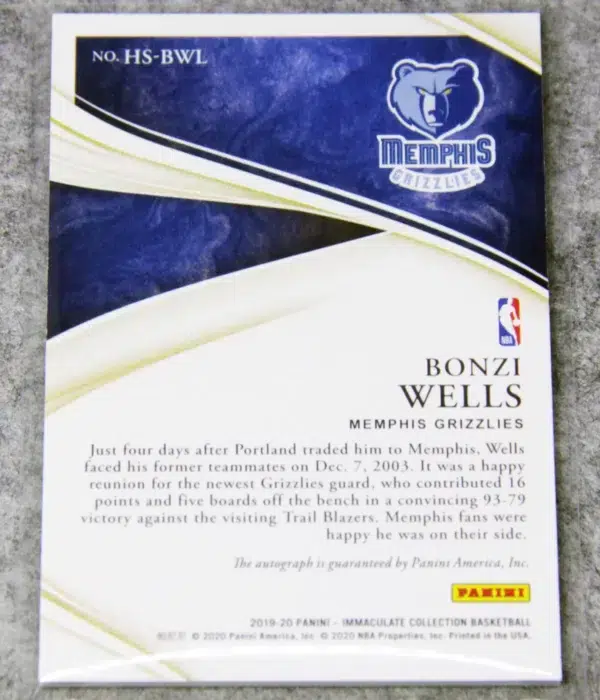 NO. HS-BWL
MEMPHIS
GRIZZLIES
NBA
BONZI
WELLS
MEMPHIS GRIZZLIES
Just four days after Portland traded him to Memphis, Wells
faced his former teammates on Dec. 7, 2003. It was a happy
reunion for the newest Grizzlies guard, who contributed 16
points and five boards off the bench in a convincing 93-79
victory against the visiting Trail Blazers. Memphis fans were
happy he was on their side.
The autograph is guaranteed by Panini America, Inc.
PANINI
2019-20 PANINI - IMMACULATE COLLECTION BASKETBALL
© 2020 Panini America, Inc. © 2020 NBA Properties, Inc. Printed in the USA.